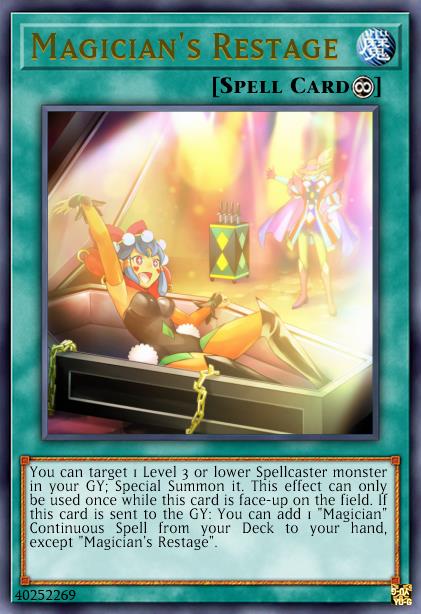 MAGICIAN'S RESTAGE
魔
[SPELL CARD]
You can target 1 Level 3 or lower Spellcaster monster
in your GY; Special Summon it. This effect can only
be used once while this card is face-up on the field. If
this card is sent to the GY: You can add 1 "Magician"
Continuous Spell from your Deck to your hand,
except "Magician's Restage".
40252269